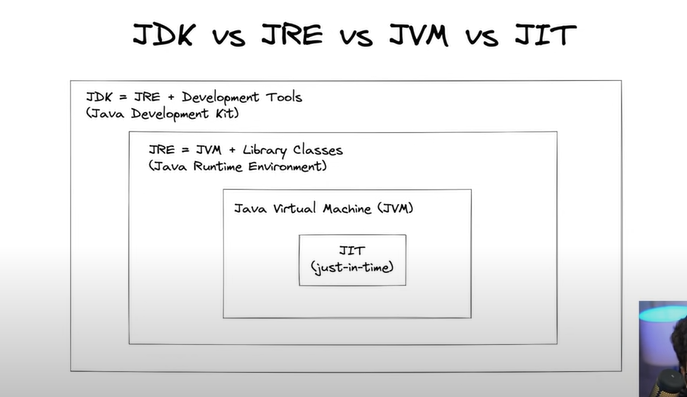 JDK vs JRE vs JVM vs JIT
JDK = JRE + Development Tools
(Java Development Kit)
JRE = JVM + Library Classes
(Java Runtime Environment)
Java Virtual Machine (JVM)
JIT
(just-in-time)